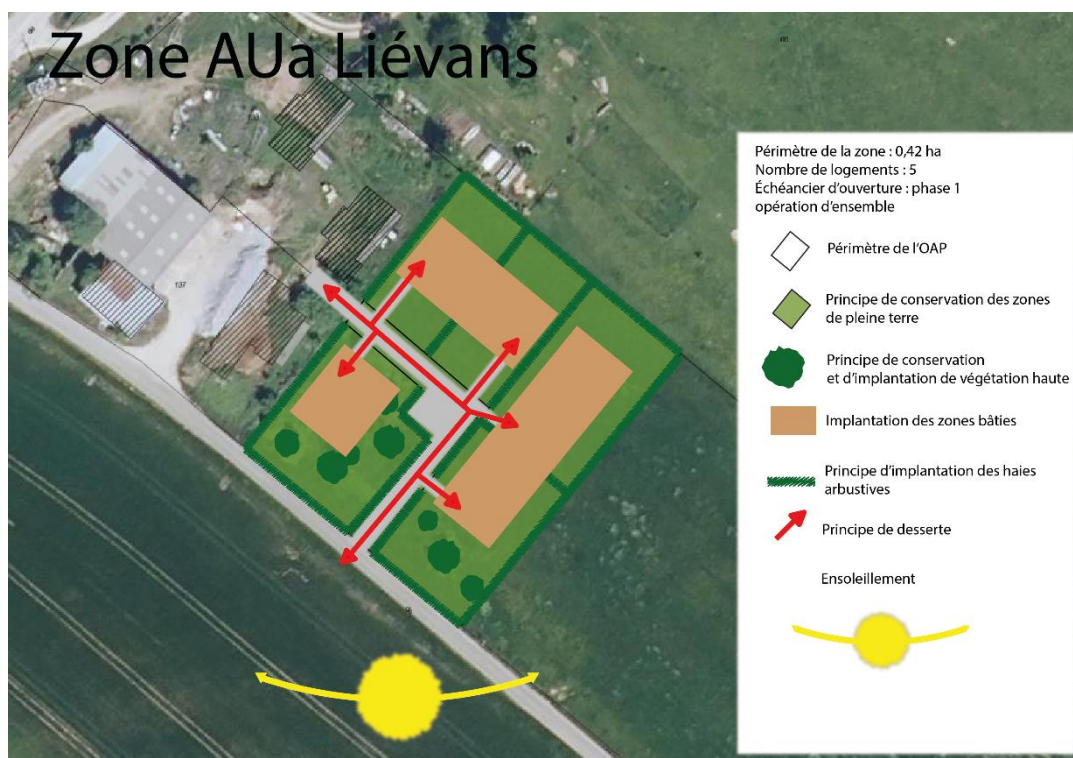 Zone AUa Liévans
Périmètre de la zone : 0,42 ha
Nombre de logements : 5
Échéancier d'ouverture : phase 1
opération d'ensemble
Périmètre de l'OAP
Principe de conservation des zones
de pleine terre
Principe de conservation
et d'implantation de végétation haute
Implantation des zones bâties
Principe d'implantation des haies
arbustives
Principe de desserte
Ensoleillement
137